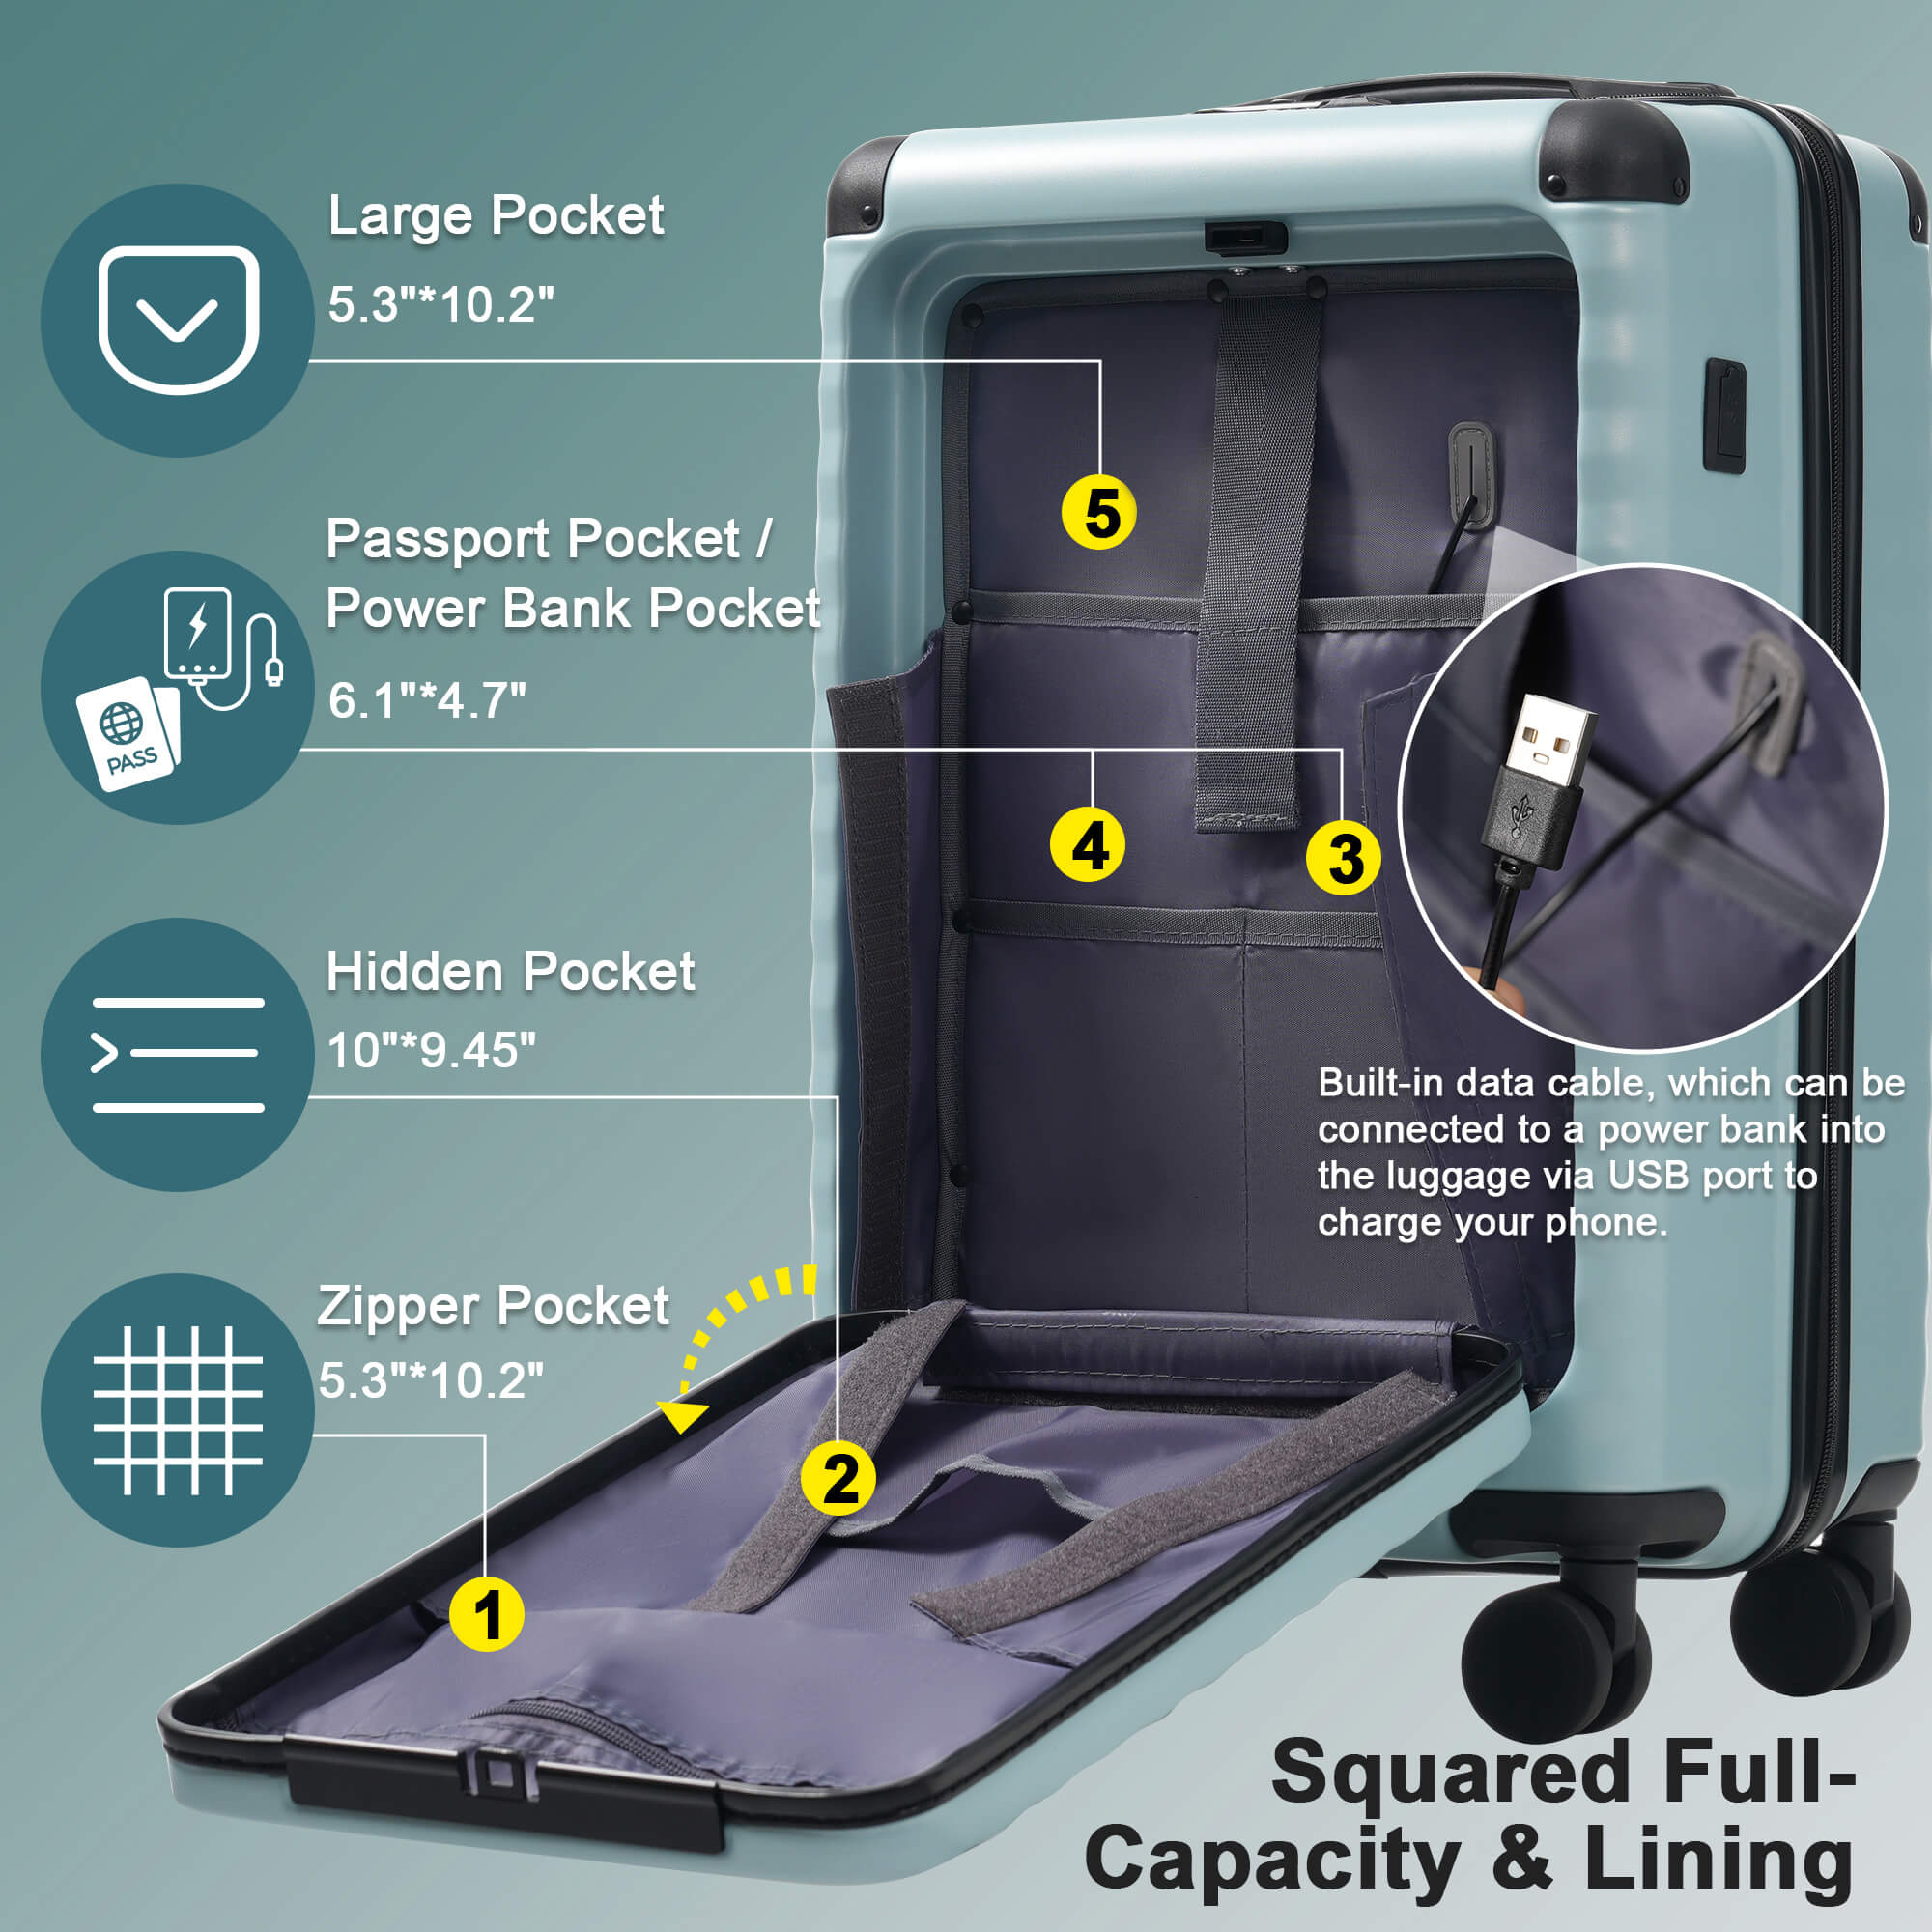 Large Pocket
5.3"*10.2"
5
Passport Pocket /
Power Bank Pocket
6.1"*4.7"
PASS
4
3
Hidden Pocket
10"*9.45"
Built-in data cable, which can be
connected to a power bank into
the luggage via USB port to
charge your phone.
Zipper Pocket
5.3"*10.2"
2
1
Squared Full-
Capacity & Lining